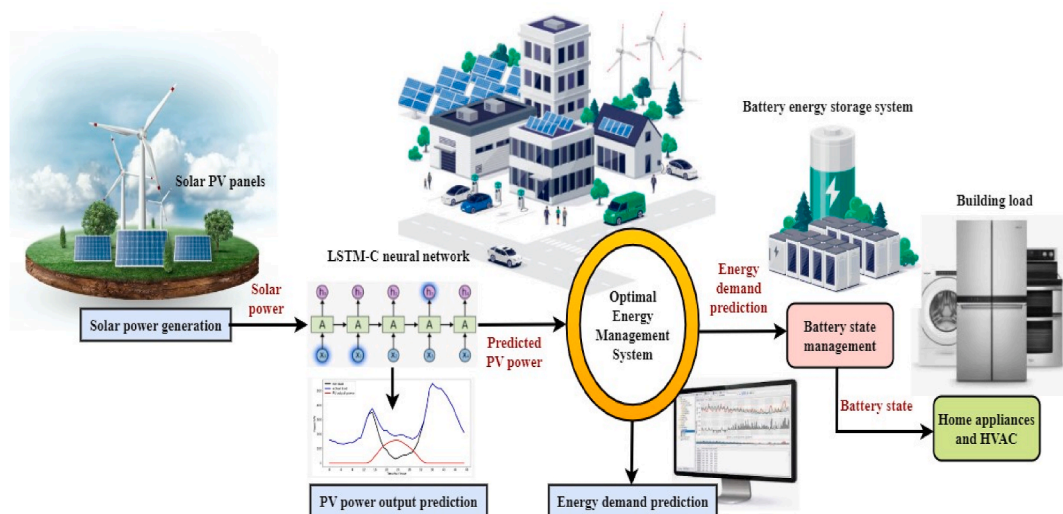 Battery energy storage system
Solar PV panels
Building load
LSTM-C neural network
Solar
power
Energy
demand
prediction
Optimal
Energy
Management
System
Solar power generation
A A A A A
Predicted
PV power
Battery state
management
Battery state
Home appliances
and HVAC
PV power output prediction
Energy demand prediction